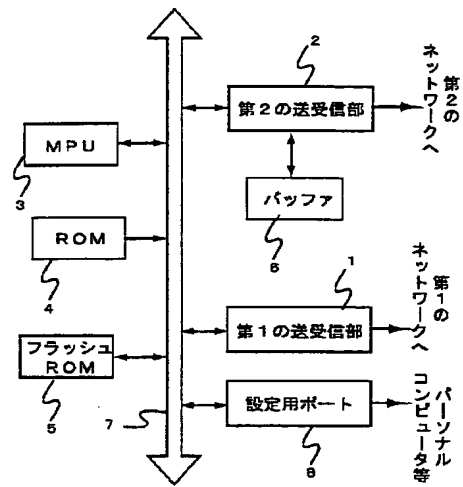 2
第2の送受信部
第2の
ネットワークへ
MPU
3
バッファ
6
ROM
4
1
第1の送受信部
第1の
ネットワークへ
フラッシュ
ROM
5
7
設定用ポート
8
パーソナル
コンピュータ等